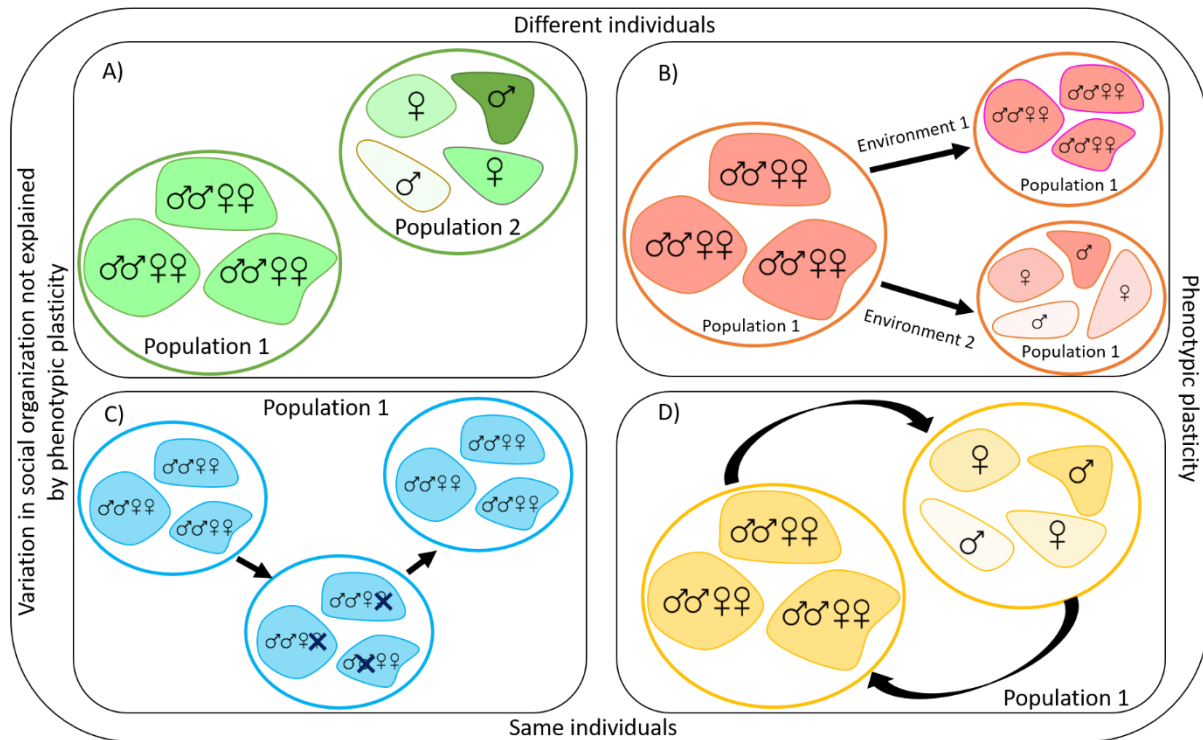 Different individuals
Variation in social organization not explained
by phenotypic plasticity
Phenotypic plasticity
Same individuals
A)
♂♂♀♀
♂♂♀♀
♂♂♀♀
Population 1
♀
♂
♂
♀
Population 2
B)
♂♂♀♀
♂♂♀♀
♂♂♀♀
Population 1
Environment 1
♂♂♀♀
♂♂♀♀
♂♂♀♀
Population 1
Environment 2
♂
♀
♀
♂
Population 1
C)
Population 1
♂♂♀♀
♂♂♀♀
♂♂♀♀
♂♂♀♀
♂♂♀♀
♂♂♀♀
♂♂♀♀
♂♂♀♀
♂♂♀♀
D)
♂♂♀♀
♂♂♀♀
♂♂♀♀
♀
♂
♂
♀
Population 1